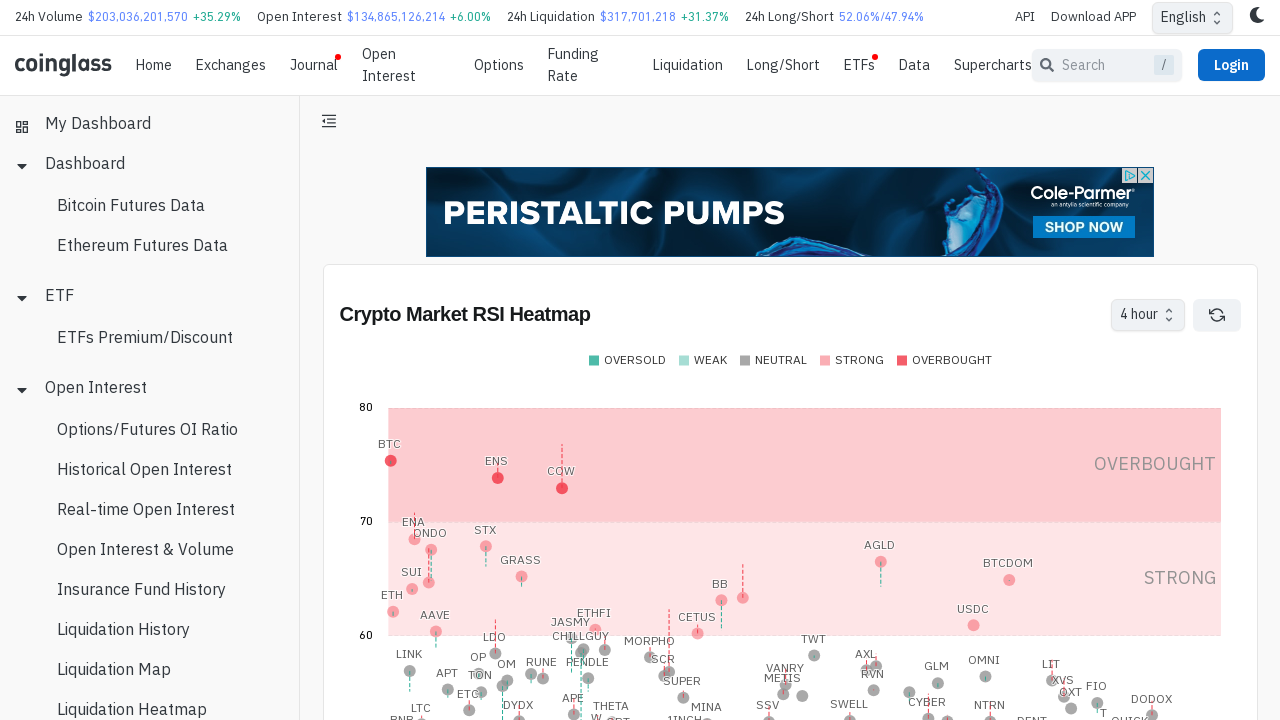 24h Volume $203,036,201,570 +35.29% Open Interest $134,865,126,214 +6.00% 24h Liquidation $317,701,218 +31.37% 24h Long/Short 52.06%/47.94% API Download APP English
coinglass Home Exchanges Journal Open Interest Options Funding Rate Liquidation Long/Short ETFs Data Supercharts Search / Login
My Dashboard
Dashboard
Bitcoin Futures Data
Ethereum Futures Data
ETF
ETFs Premium/Discount
Open Interest
Options/Futures OI Ratio
Historical Open Interest
Real-time Open Interest
Open Interest & Volume
Insurance Fund History
Liquidation History
Liquidation Map
Liquidation Heatmap
PERISTALTIC PUMPS
Cole-Parmer
an antylia scientific company
SHOP NOW
Crypto Market RSI Heatmap
4 hour
OVERSOLD WEAK NEUTRAL STRONG OVERBOUGHT
80
BTC
ENS
COW
OVERBOUGHT
70
ENA
ONDO
STX
GRASS
AGLD
BTCDOM
SUI
STRONG
ETH
BB
AAVE
ETHFI
CETUS
USDC
JASMY
60
LDO
CHILLGUY
MORPHO
TWT
LINK
OP
OM
RUNE
PENDLE
SCR
AXL
OMNI
APT
TON
VANRY
METIS
RVN
GLM
LIT
XVS
SUPER
ETC
APE
OXT
FIO
LTC
DYDX
THETA
MINA
SSV
SWELL
CYBER
NTRN
DODOX
BNB
W
1INCH
DENT
T
QUICK